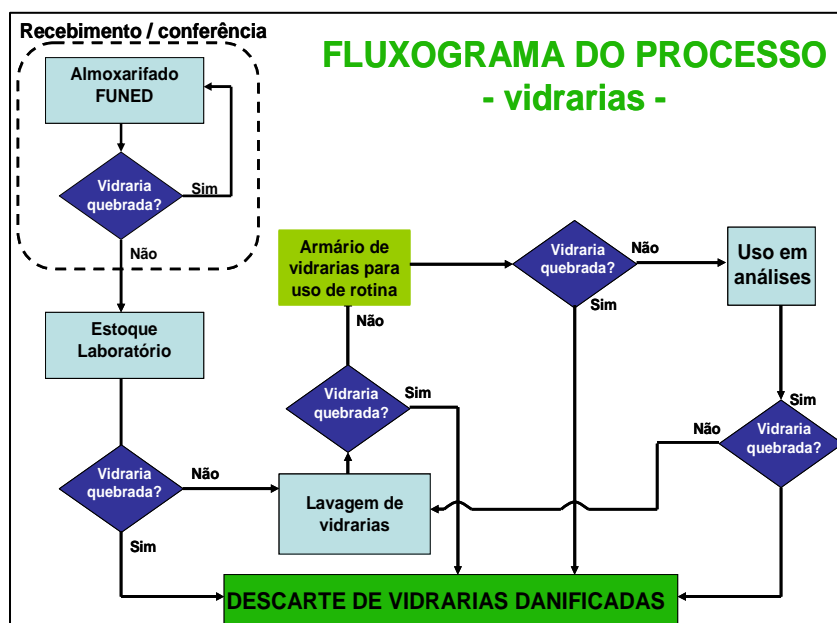 Recebimento / conferência
FLUXOGRAMA DO PROCESSO
- vidrarias -
Almoxarifado
FUNED
Vidraria
quebrada?
Sim
Não
Estoque
Laboratório
Vidraria
quebrada?
Não
Sim
Lavagem de
vidrarias
Vidraria
quebrada?
Sim
Não
Armário de
vidrarias para
uso de rotina
Vidraria
quebrada?
Não
Sim
Uso em
análises
Sim
Vidraria
quebrada?
Não
DESCARTE DE VIDRARIAS DANIFICADAS